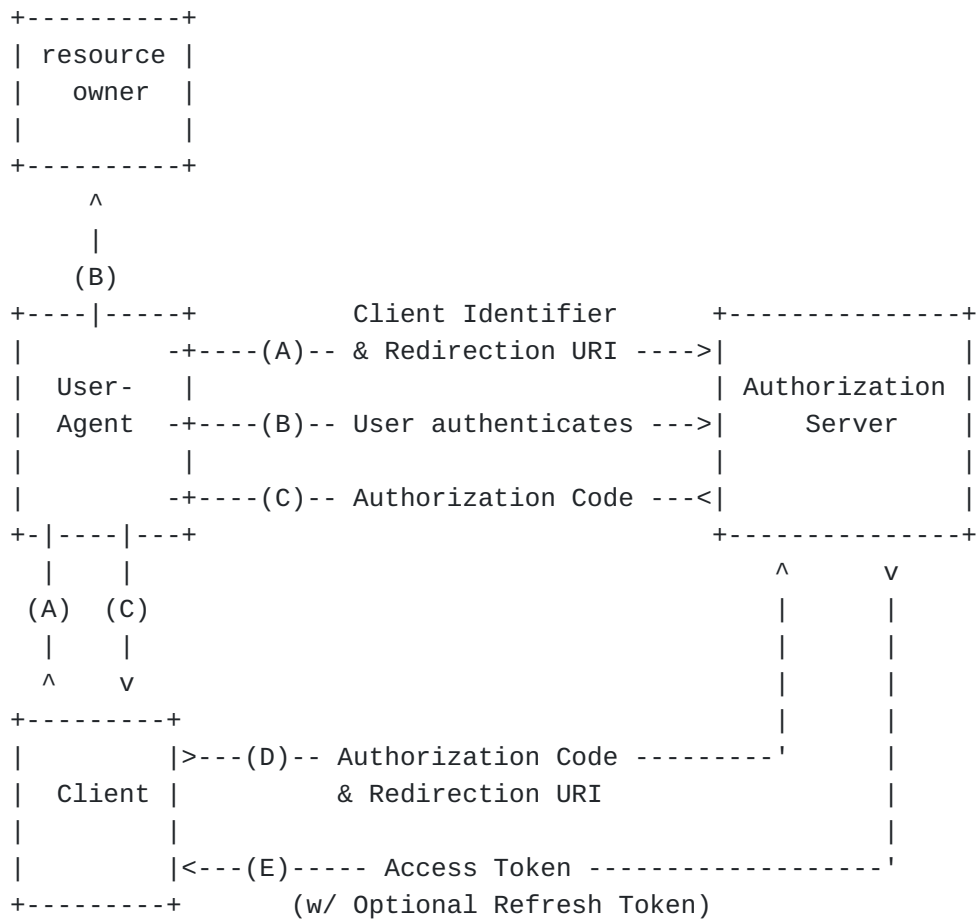 +----------+
| resource |
|   owner  |
|          |
+----------+
     ^
     |
    (B)
+----|-----+          Client Identifier      +---------------+
|         -+----(A)-- & Redirection URI ---->|               |
|  User-   |                                 | Authorization |
|  Agent  -+----(B)-- User authenticates --->|     Server    |
|          |                                 |               |
|         -+----(C)-- Authorization Code ---<|               |
+-|----|---+                                 +---------------+
  |    |                                         ^      v
 (A)  (C)                                        |      |
  |    |                                         |      |
  ^    v                                         |      |
+---------+                                      |      |
|         |>---(D)-- Authorization Code ---------'      |
|  Client |          & Redirection URI                  |
|         |                                             |
|         |<---(E)----- Access Token -------------------'
+---------+       (w/ Optional Refresh Token)